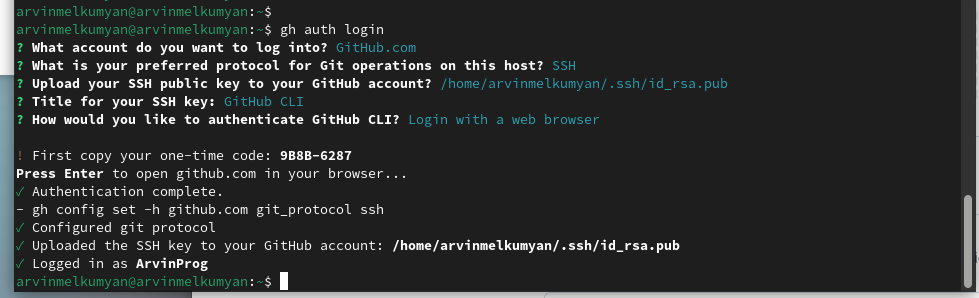 arvinmelkumyan@arvinmelkumyan:~$
arvinmelkumyan@arvinmelkumyan:~$ gh auth login
? What account do you want to log into? GitHub.com
? What is your preferred protocol for Git operations on this host? SSH
? Upload your SSH public key to your GitHub account? /home/arvinmelkumyan/.ssh/id_rsa.pub
? Title for your SSH key: GitHub CLI
? How would you like to authenticate GitHub CLI? Login with a web browser
! First copy your one-time code: 9B8B-6287
Press Enter to open github.com in your browser...
✓ Authentication complete.
- gh config set -h github.com git_protocol ssh
✓ Configured git protocol
✓ Uploaded the SSH key to your GitHub account: /home/arvinmelkumyan/.ssh/id_rsa.pub
✓ Logged in as ArvinProg
arvinmelkumyan@arvinmelkumyan:~$